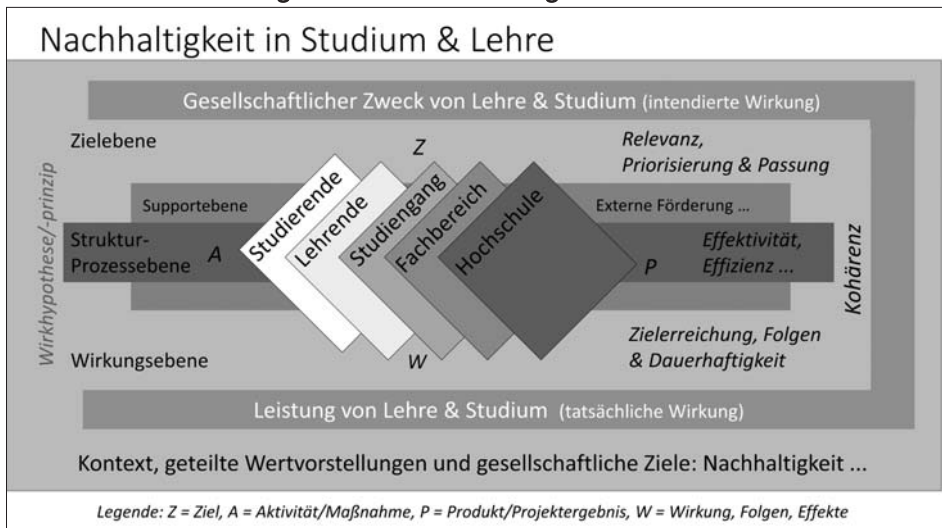 Nachhaltigkeit in Studium & Lehre
Gesellschaftlicher Zweck von Lehre & Studium (intendierte Wirkung)
Wirkhypothese/-prinzip
Zielebene
Z
Relevanz,
Priorisierung & Passung
Supportebene
Externe Förderung ...
Struktur-
Prozessebene
A
Studierende
Lehrende
Studiengang
Fachbereich
Hochschule
P
Effektivität,
Effizienz ...
Kohärenz
Wirkungsebene
W
Zielerreichung, Folgen
& Dauerhaftigkeit
Leistung von Lehre & Studium (tatsächliche Wirkung)
Kontext, geteilte Wertvorstellungen und gesellschaftliche Ziele: Nachhaltigkeit ...
Legende: Z = Ziel, A = Aktivität/Maßnahme, P = Produkt/Projektergebnis, W = Wirkung, Folgen, Effekte